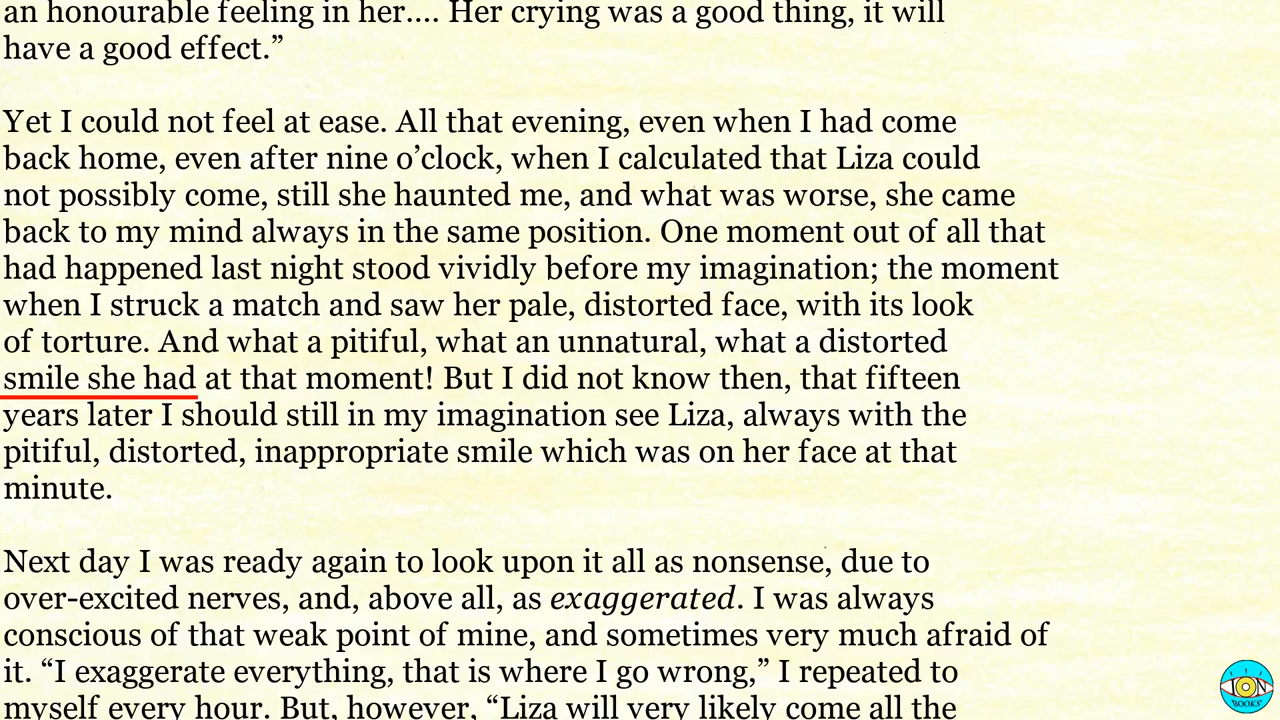 an honourable feeling in her.... Her crying was a good thing, it will
have a good effect.”
Yet I could not feel at ease. All that evening, even when I had come
back home, even after nine o’clock, when I calculated that Liza could
not possibly come, still she haunted me, and what was worse, she came
back to my mind always in the same position. One moment out of all that
had happened last night stood vividly before my imagination; the moment
when I struck a match and saw her pale, distorted face, with its look
of torture. And what a pitiful, what an unnatural, what a distorted
smile she had at that moment! But I did not know then, that fifteen
years later I should still in my imagination see Liza, always with the
pitiful, distorted, inappropriate smile which was on her face at that
minute.
Next day I was ready again to look upon it all as nonsense, due to
over-excited nerves, and, above all, as exaggerated. I was always
conscious of that weak point of mine, and sometimes very much afraid of
it. “I exaggerate everything, that is where I go wrong,” I repeated to
myself every hour. But, however, “Liza will very likely come all the
ION
BOOKS